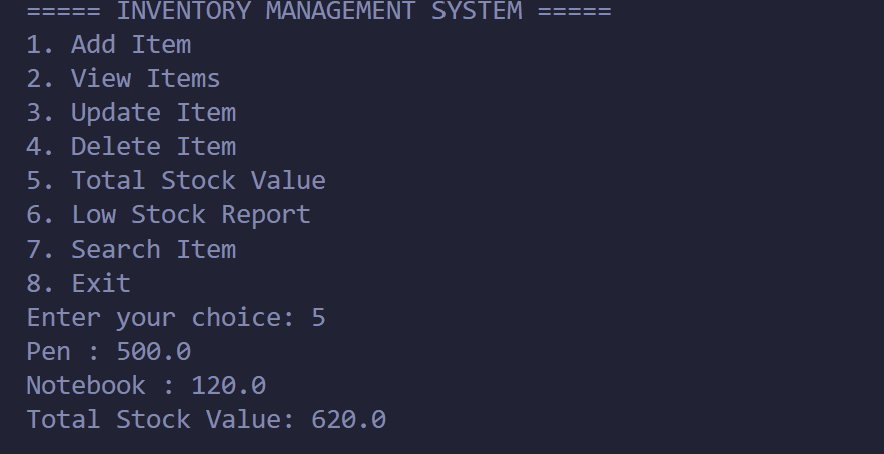 ===== INVENTORY MANAGEMENT SYSTEM =====
1. Add Item
2. View Items
3. Update Item
4. Delete Item
5. Total Stock Value
6. Low Stock Report
7. Search Item
8. Exit
Enter your choice: 5
Pen : 500.0
Notebook : 120.0
Total Stock Value: 620.0